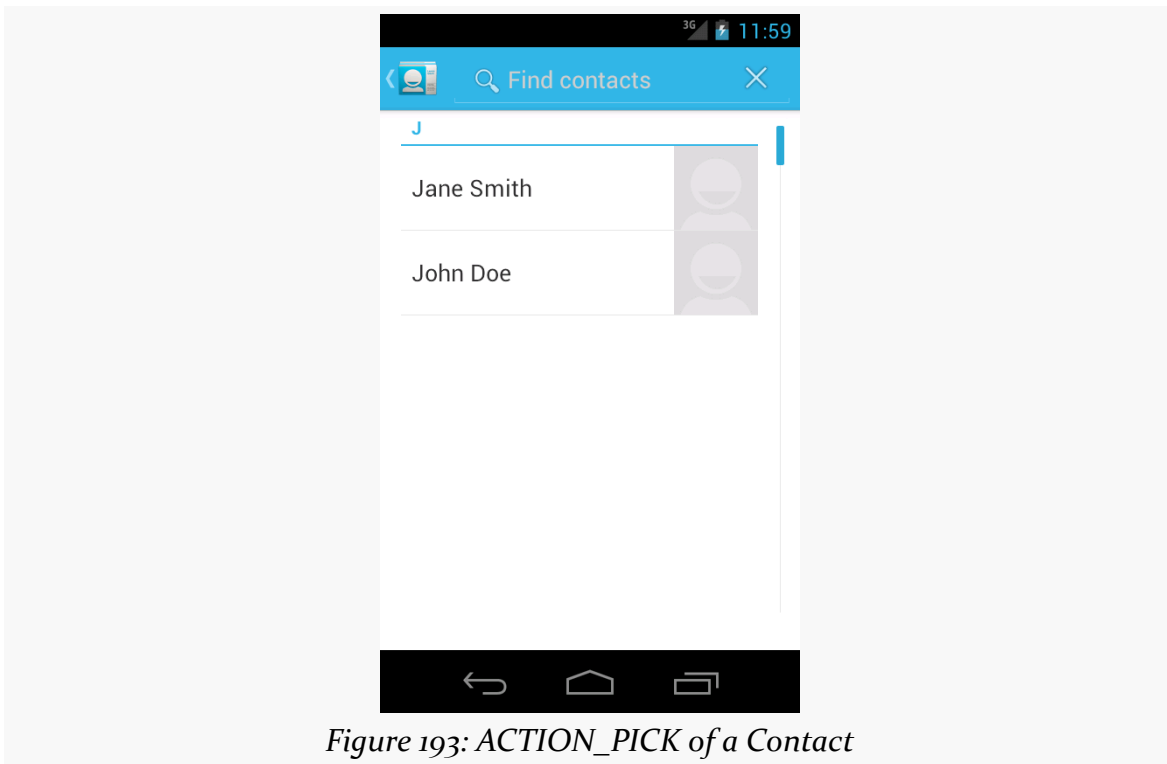 3G 11:59
Find contacts
J
Jane Smith
John Doe
Figure 193: ACTION_PICK of a Contact